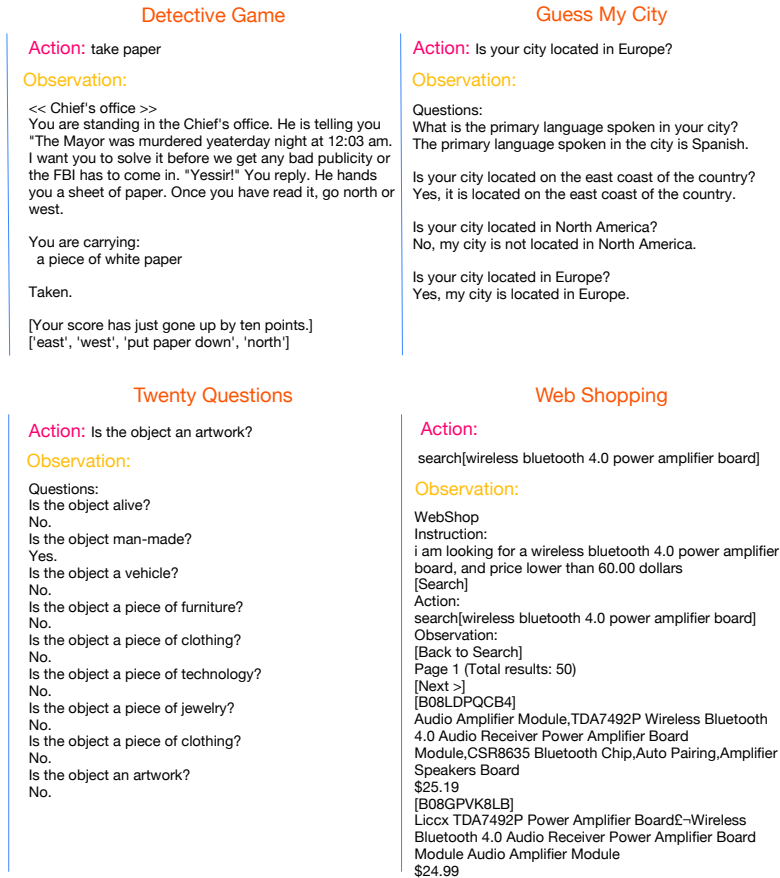 Detective Game
Action: take paper
Observation:
<< Chief's office >>
You are standing in the Chief's office. He is telling you
"The Mayor was murdered yeaterday night at 12:03 am.
I want you to solve it before we get any bad publicity or
the FBI has to come in. "Yessir!" You reply. He hands
you a sheet of paper. Once you have read it, go north or
west.
You are carrying:
a piece of white paper
Taken.
[Your score has just gone up by ten points.]
['east', 'west', 'put paper down', 'north']
Guess My City
Action: Is your city located in Europe?
Observation:
Questions:
What is the primary language spoken in your city?
The primary language spoken in the city is Spanish.
Is your city located on the east coast of the country?
Yes, it is located on the east coast of the country.
Is your city located in North America?
No, my city is not located in North America.
Is your city located in Europe?
Yes, my city is located in Europe.
Twenty Questions
Action: Is the object an artwork?
Observation:
Questions:
Is the object alive?
No.
Is the object man-made?
Yes.
Is the object a vehicle?
No.
Is the object a piece of furniture?
No.
Is the object a piece of clothing?
No.
Is the object a piece of technology?
No.
Is the object a piece of jewelry?
No.
Is the object a piece of clothing?
No.
Is the object an artwork?
No.
Web Shopping
Action:
search[wireless bluetooth 4.0 power amplifier board]
Observation:
WebShop
Instruction:
i am looking for a wireless bluetooth 4.0 power amplifier
board, and price lower than 60.00 dollars
[Search]
Action:
search[wireless bluetooth 4.0 power amplifier board]
Observation:
[Back to Search]
Page 1 (Total results: 50)
[Next >]
[B08LDPQCB4]
Audio Amplifier Module,TDA7492P Wireless Bluetooth
4.0 Audio Receiver Power Amplifier Board
Module,CSR8635 Bluetooth Chip,Auto Pairing,Amplifier
Speakers Board
$25.19
[B08GPVK8LB]
Liccx TDA7492P Power Amplifier Board£¬Wireless
Bluetooth 4.0 Audio Receiver Power Amplifier Board
Module Audio Amplifier Module
$24.99